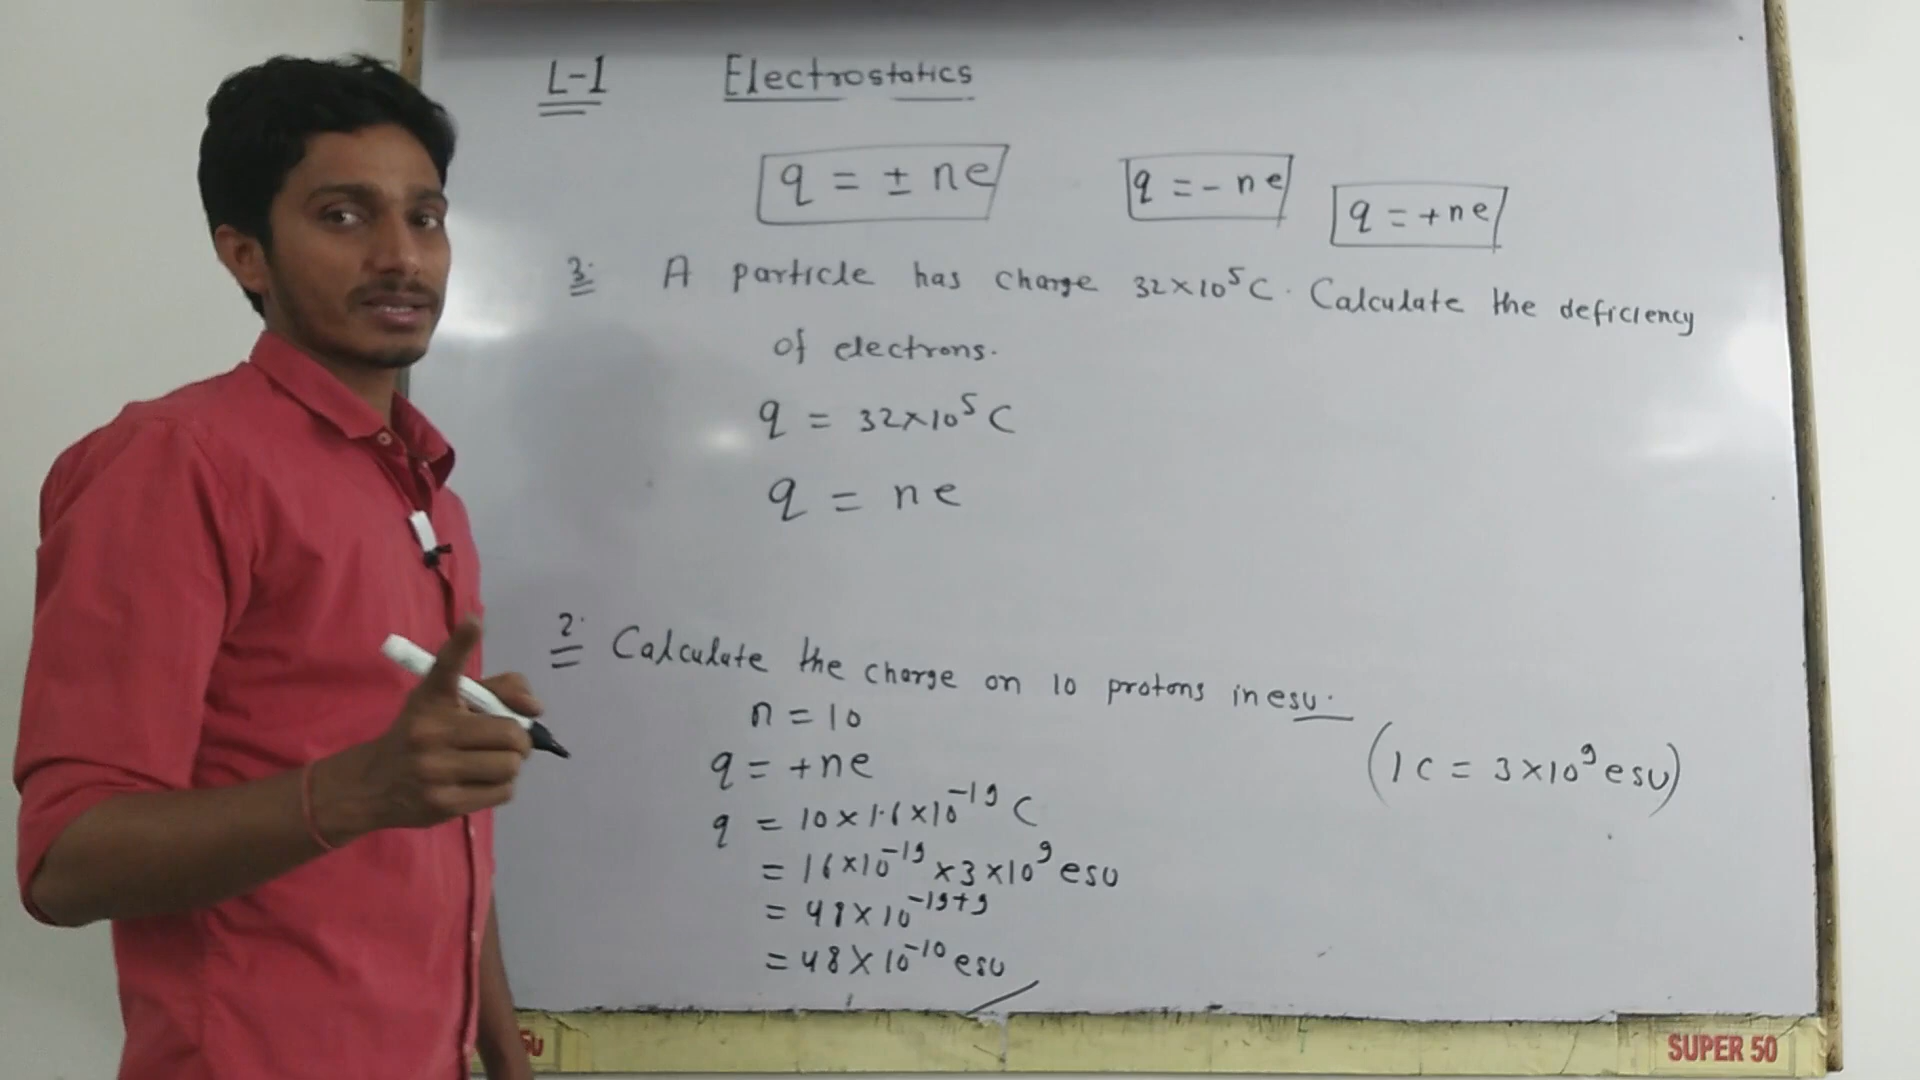 L-1 Electrostatics
q = ± ne q = - ne q = +ne
3. A particle has charge 32×10⁵C. Calculate the deficiency
of electrons.
q = 32×10⁵ C
q = ne
2. Calculate the charge on 10 protons in esu.
n = 10
q = +ne (1 C = 3×10⁹ esu)
q = 10×1.6×10⁻¹⁹ C
= 16×10⁻¹⁹ ×3×10⁹ esu
= 48×10⁻¹⁹⁺⁹
= 48×10⁻¹⁰ esu
SUPER 50